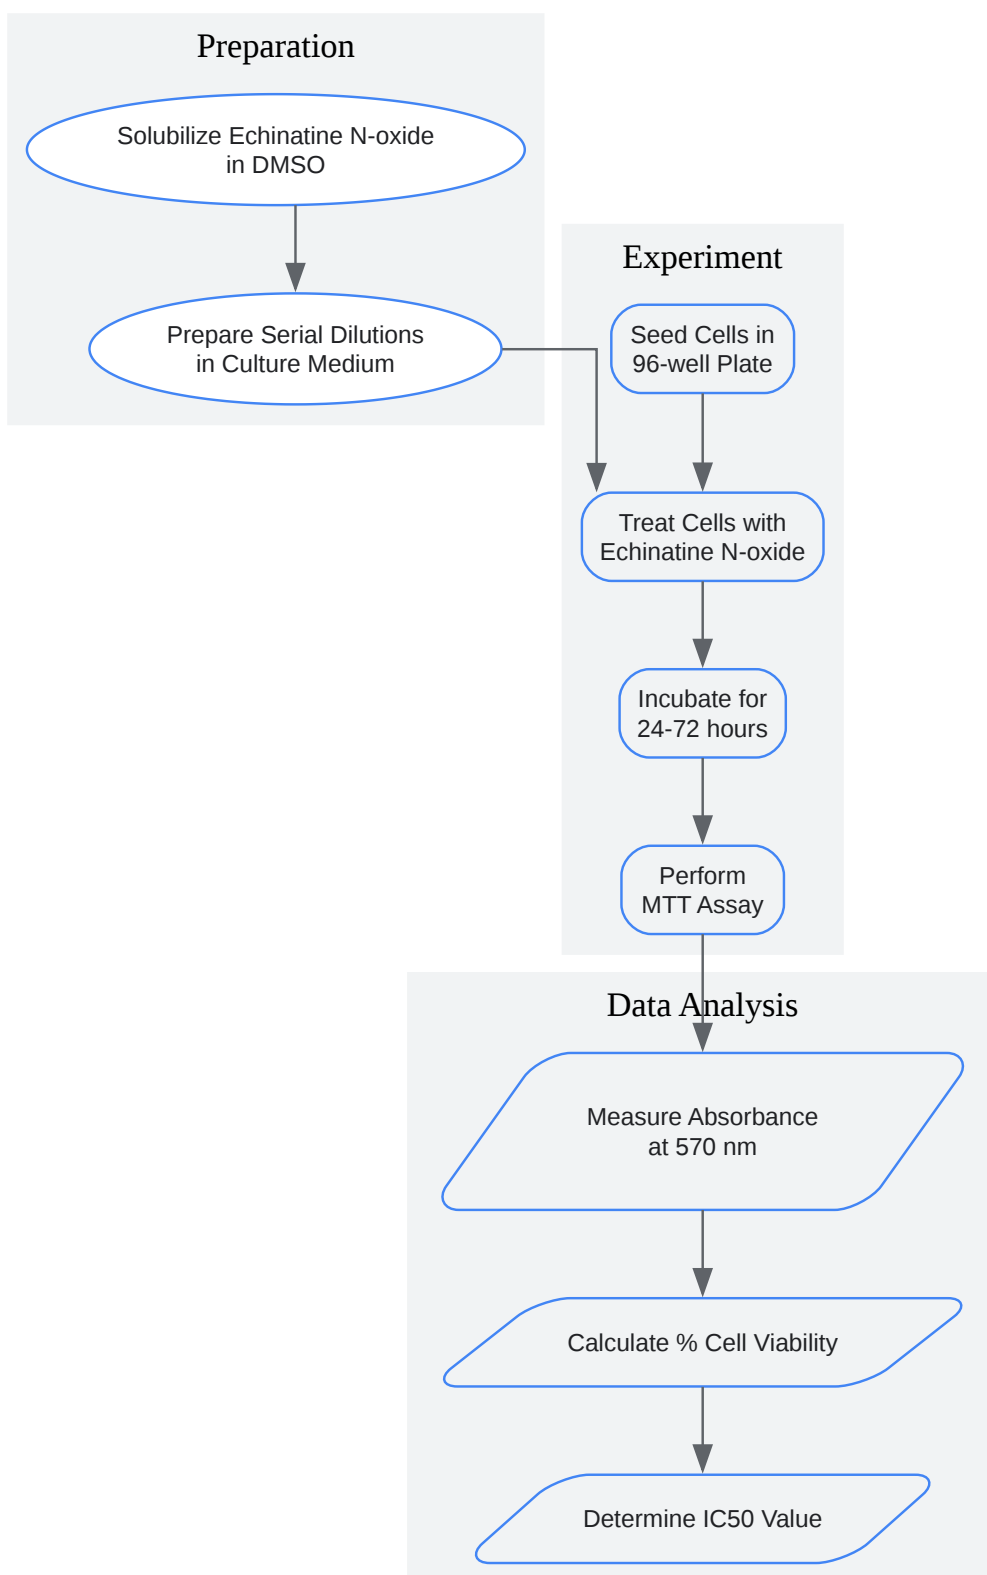 Preparation
Solubilize Echinatine N-oxide
in DMSO
Prepare Serial Dilutions
in Culture Medium
Experiment
Seed Cells in
96-well Plate
Treat Cells with
Echinatine N-oxide
Incubate for
24-72 hours
Perform
MTT Assay
Data Analysis
Measure Absorbance
at 570 nm
Calculate % Cell Viability
Determine IC50 Value